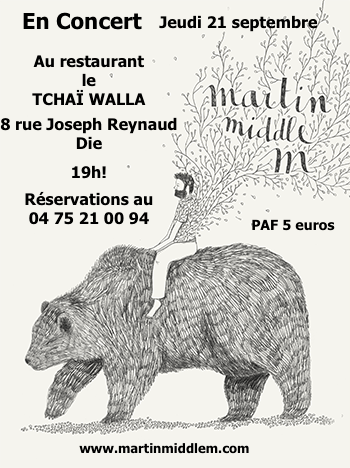 En Concert Jeudi 21 septembre
Au restaurant
le
TCHAÏ WALLA
8 rue Joseph Reynaud
Die
19h!
Réservations au
04 75 21 00 94
martin
middle
m
PAF 5 euros
www.martinmiddlem.com